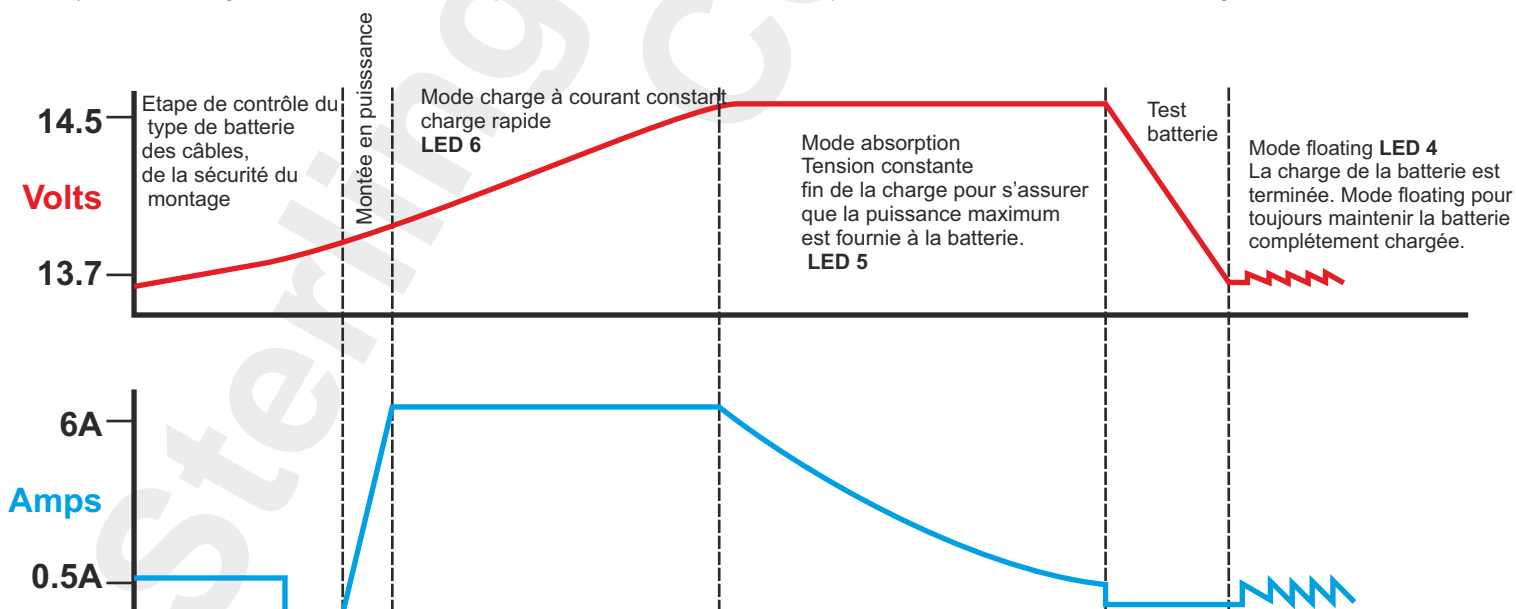 Montée en puisssance
14.5
Volts
13.7
Etape de contrôle du
type de batterie
des câbles,
de la sécurité du
montage
Mode charge à courant constant
charge rapide
LED 6
Mode absorption
Tension constante
fin de la charge pour s’assurer
que la puissance maximum
est fournie à la batterie.
LED 5
Test
batterie
Mode floating LED 4
La charge de la batterie est
terminée. Mode floating pour
toujours maintenir la batterie
complétement chargée.
6A
Amps
0.5A
Sterling